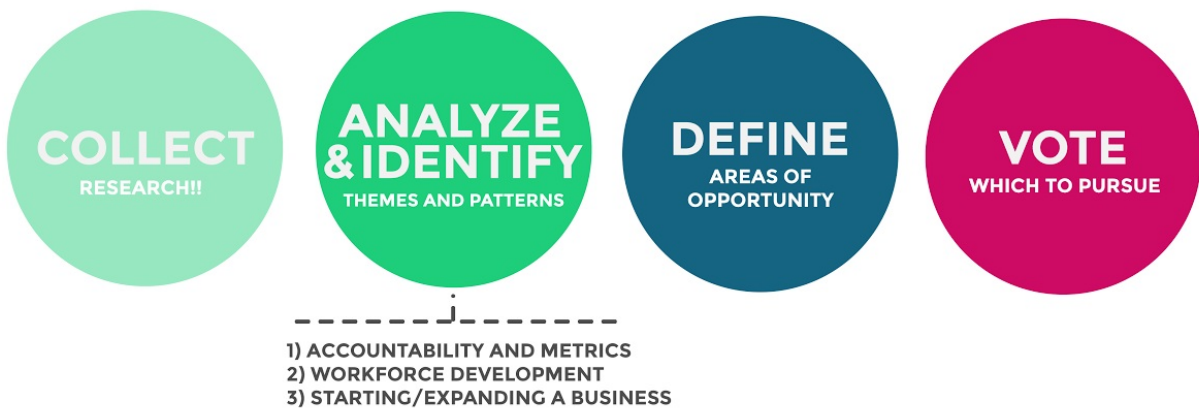 COLLECT
RESEARCH!!
ANALYZE
& IDENTIFY
THEMES AND PATTERNS
DEFINE
AREAS OF
OPPORTUNITY
VOTE
WHICH TO PURSUE
1) ACCOUNTABILITY AND METRICS
2) WORKFORCE DEVELOPMENT
3) STARTING/EXPANDING A BUSINESS